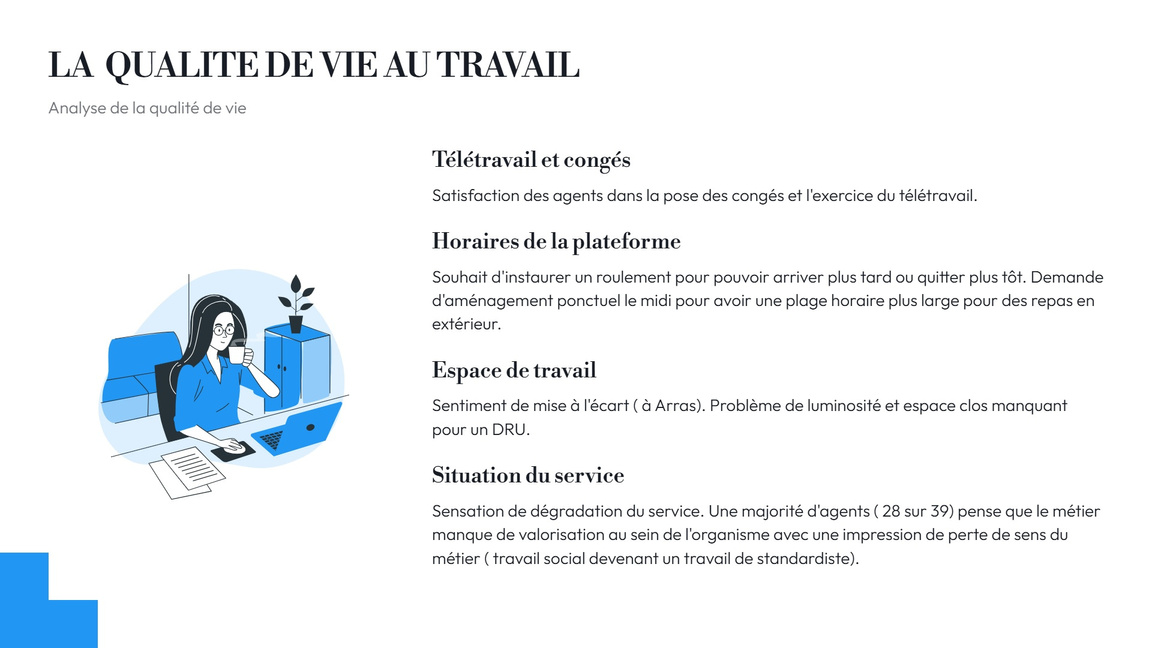 LA QUALITE DE VIE AU TRAVAIL
Analyse de la qualité de vie
Télétravail et congés
Satisfaction des agents dans la pose des congés et l'exercice du télétravail.
Horaires de la plateforme
Souhait d'instaurer un roulement pour pouvoir arriver plus tard ou quitter plus tôt. Demande
d'aménagement ponctuel le midi pour avoir une plage horaire plus large pour des repas en
extérieur.
Espace de travail
Sentiment de mise à l'écart ( à Arras). Problème de luminosité et espace clos manquant
pour un DRU.
Situation du service
Sensation de dégradation du service. Une majorité d'agents ( 28 sur 39) pense que le métier
manque de valorisation au sein de l'organisme avec une impression de perte de sens du
métier ( travail social devenant un travail de standardiste).